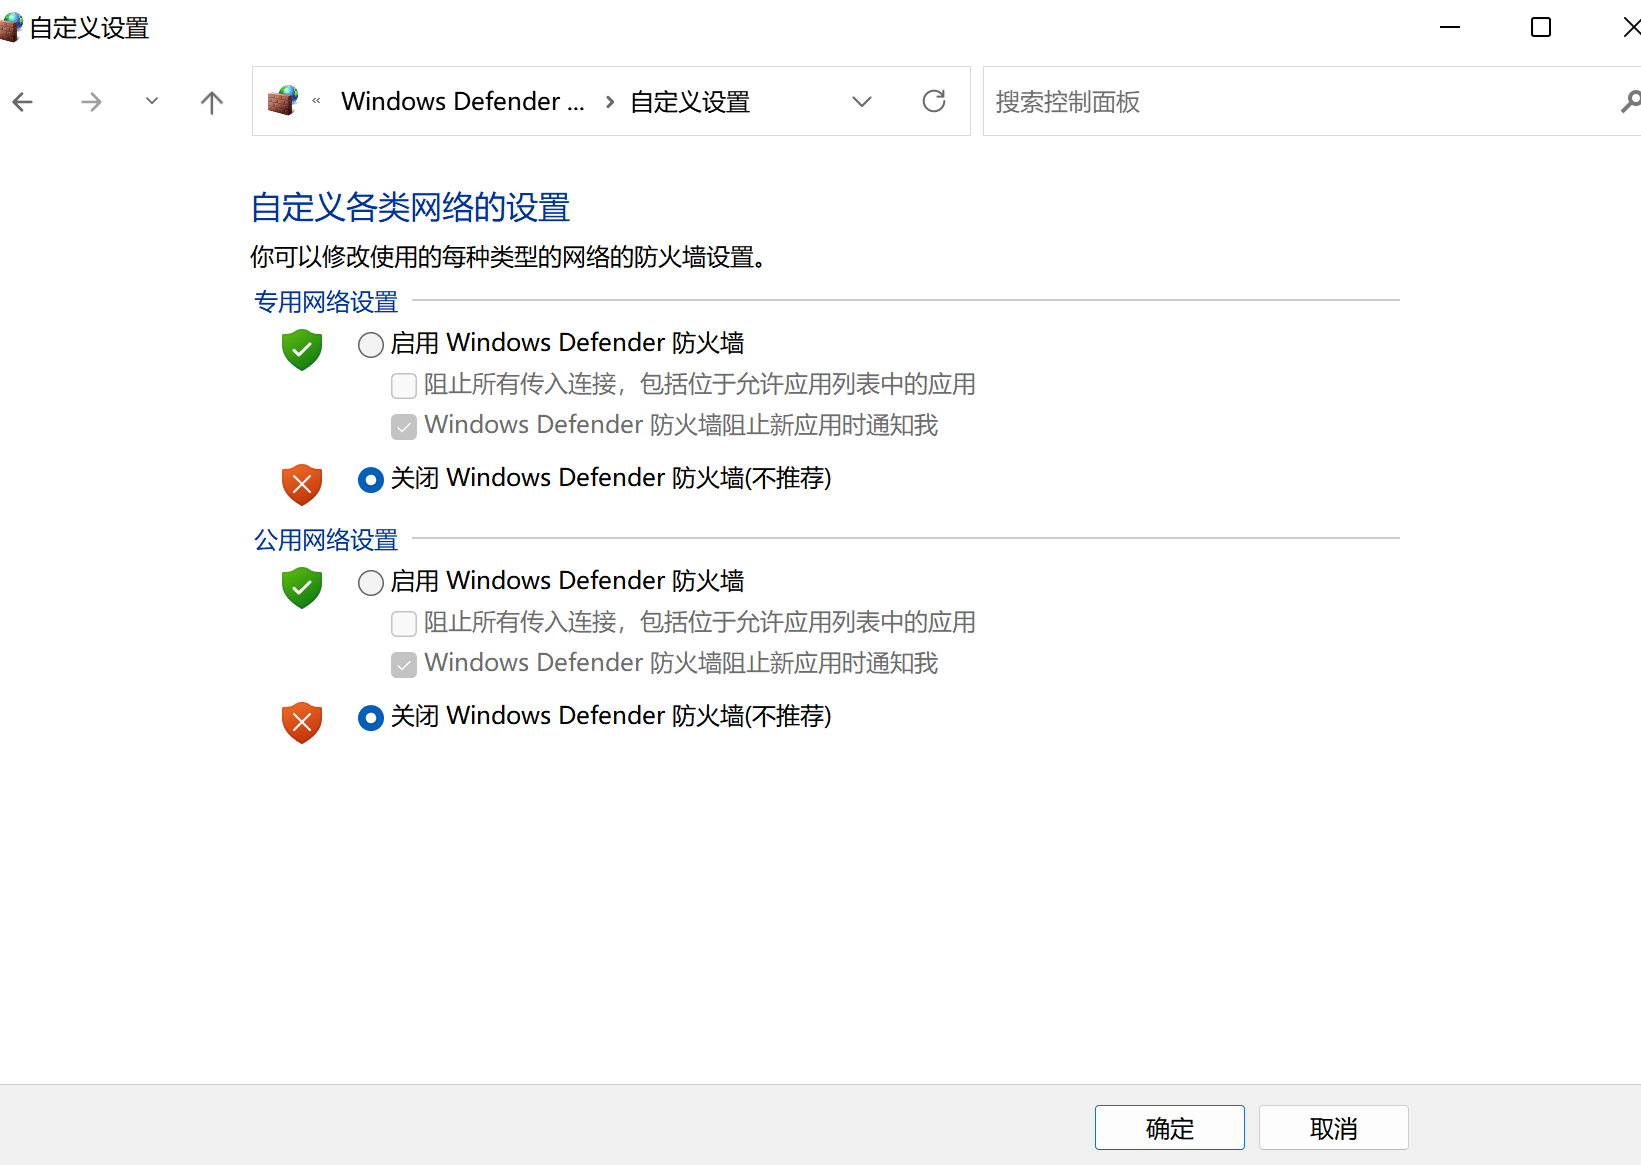 自定义设置
« Windows Defender ... › 自定义设置
搜索控制面板
自定义各类网络的设置
你可以修改使用的每种类型的网络的防火墙设置。
专用网络设置
启用 Windows Defender 防火墙
阻止所有传入连接，包括位于允许应用列表中的应用
Windows Defender 防火墙阻止新应用时通知我
关闭 Windows Defender 防火墙(不推荐)
公用网络设置
启用 Windows Defender 防火墙
阻止所有传入连接，包括位于允许应用列表中的应用
Windows Defender 防火墙阻止新应用时通知我
关闭 Windows Defender 防火墙(不推荐)
确定
取消